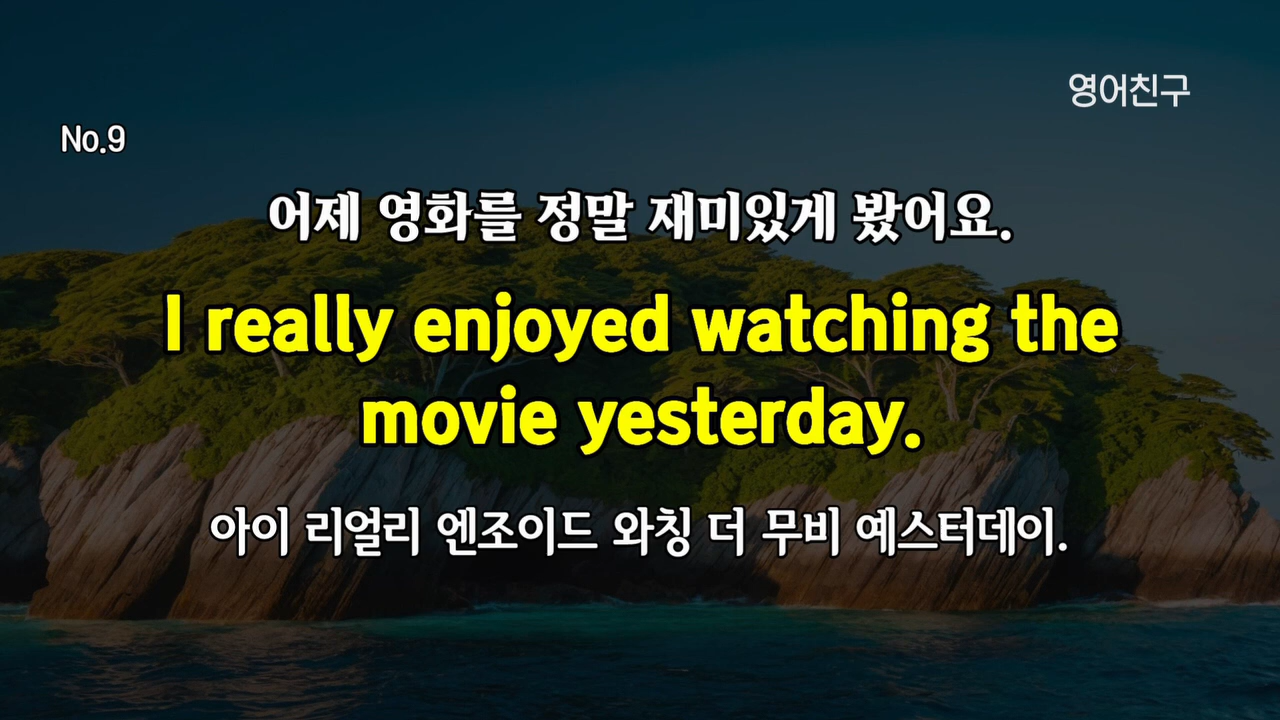 영어친구
No.9
어제 영화를 정말 재미있게 봤어요.
I really enjoyed watching the
movie yesterday.
아이 리얼리 엔조이드 와칭 더 무비 예스터데이.